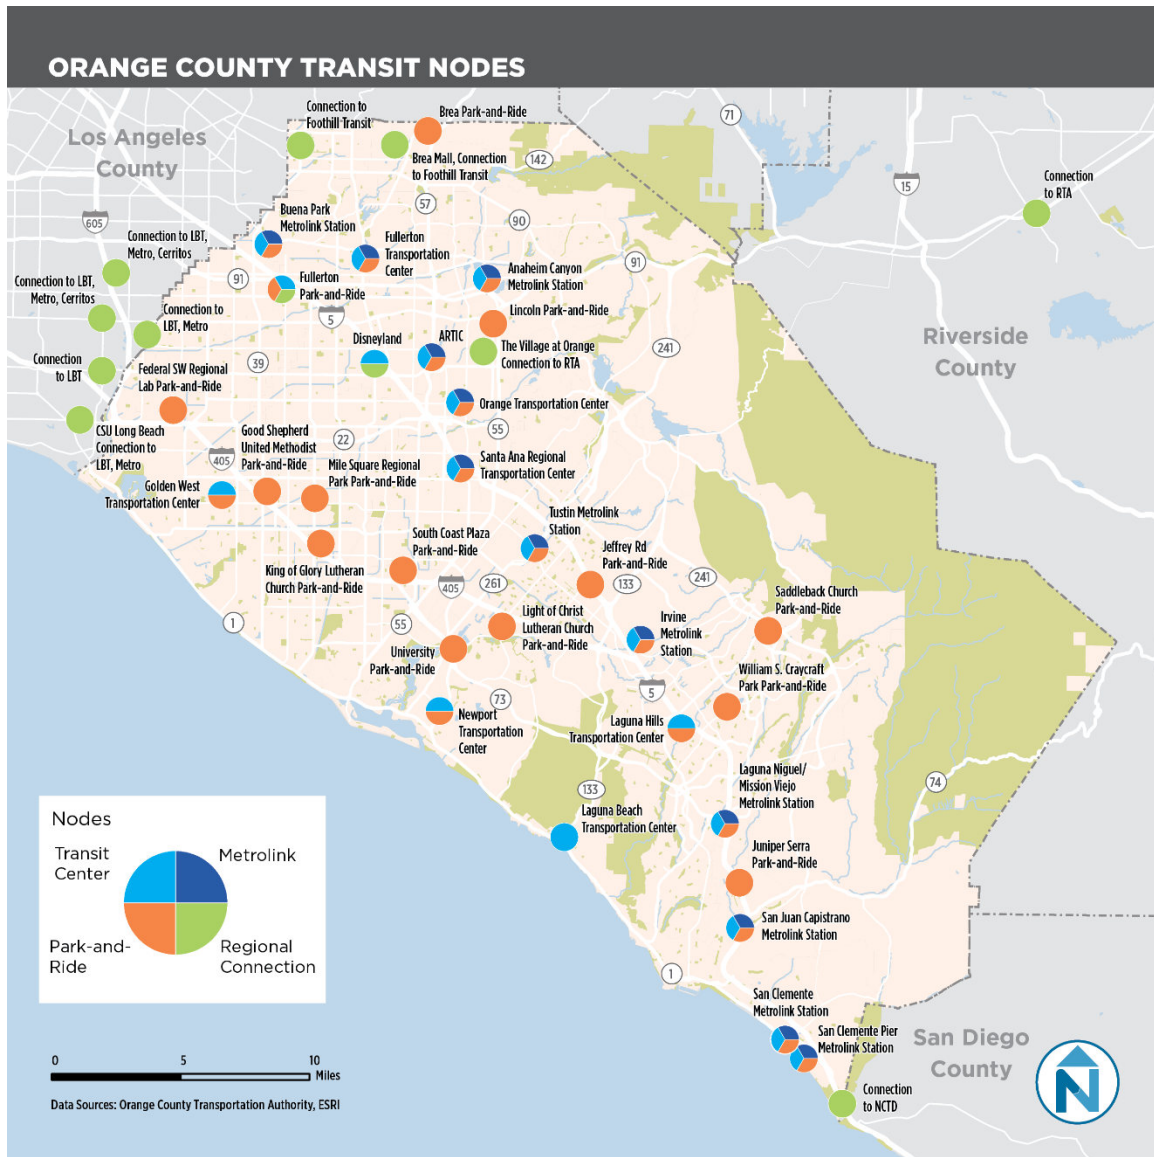 ORANGE COUNTY TRANSIT NODES
Los Angeles
County
Connection to
Foothill Transit
Brea Park-and-Ride
Brea Mall, Connection
to Foothill Transit
142
71
15
Connection
to RTA
605
57
90
Buena Park
Metrolink Station
Connection to LBT,
Metro, Cerritos
Fullerton
Transportation
Center
91
Anaheim Canyon
Metrolink Station
91
Connection to LBT,
Metro, Cerritos
Fullerton
Park-and-Ride
Lincoln Park-and-Ride
Connection to
LBT, Metro
5
Disneyland
ARTIC
The Village at Orange
Connection to RTA
241
Riverside
County
Connection
to LBT
Federal SW Regional
Lab Park-and-Ride
39
Orange Transportation Center
CSU Long Beach
Connection to
LBT, Metro
Good Shepherd
United Methodist
Park-and-Ride
22
55
405
Mile Square Regional
Park Park-and-Ride
Santa Ana Regional
Transportation Center
Golden West
Transportation Center
Tustin Metrolink
Station
South Coast Plaza
Park-and-Ride
Jeffrey Rd
Park-and-Ride
King of Glory Lutheran
Church Park-and-Ride
405
261
133
241
Saddleback Church
Park-and-Ride
1
55
Light of Christ
Lutheran Church
Park-and-Ride
Irvine
Metrolink
Station
University
Park-and-Ride
William S. Craycraft
Park Park-and-Ride
5
73
Newport
Transportation
Center
Laguna Hills
Transportation Center
Laguna Niguel/
Mission Viejo
Metrolink Station
74
133
Laguna Beach
Transportation Center
Juniper Serra
Park-and-Ride
San Juan Capistrano
Metrolink Station
1
San Clemente
Metrolink Station
San Clemente Pier
Metrolink Station
San Diego
County
Connection
to NCTD
Nodes
Transit
Center
Metrolink
Park-and-
Ride
Regional
Connection
0 5 10
Miles
Data Sources: Orange County Transportation Authority, ESRI
N